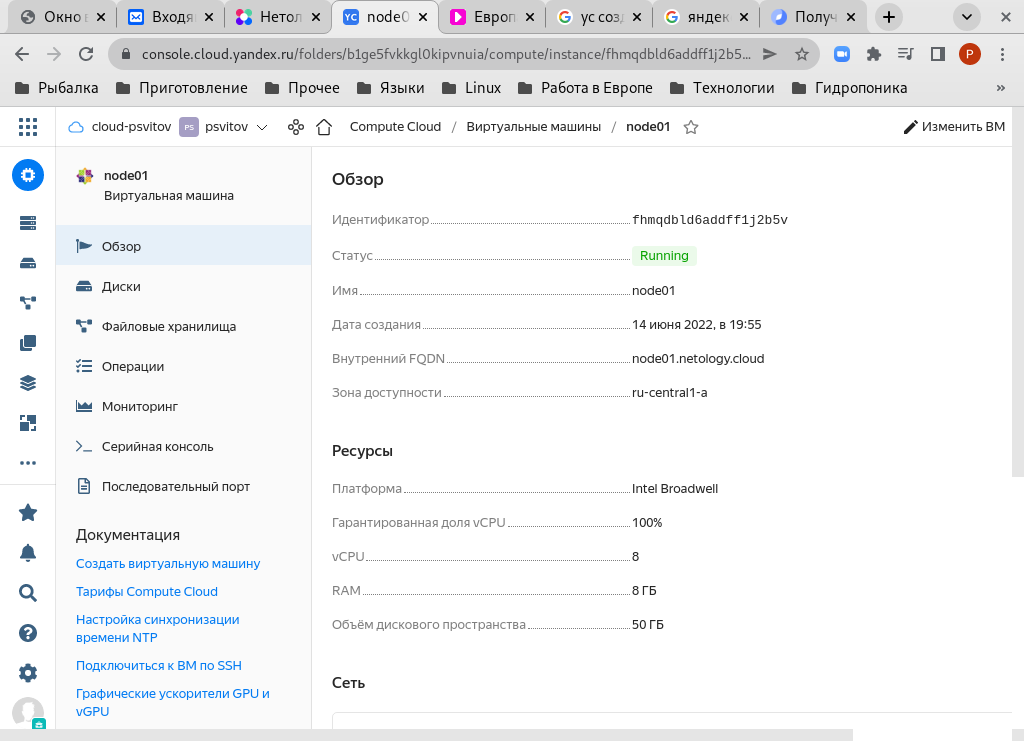 Окно в
Входя
Нетол
YC node0
Европ
ус соз
яндек
Получ
console.cloud.yandex.ru/folders/b1ge5fvkkgl0kipvnuia/compute/instance/fhmqdbld6addff1j2b5...
P
Рыбалка Приготовление Прочее Языки Linux Работа в Европе Технологии Гидропоника »
cloud-psvitov PS psvitov Compute Cloud / Виртуальные машины / node01 Изменить ВМ
node01
Виртуальная машина
Обзор
Диски
Файловые хранилища
Операции
Мониторинг
Серийная консоль
Последовательный порт
Документация
Создать виртуальную машину
Тарифы Compute Cloud
Настройка синхронизации
времени NTP
Подключиться к ВМ по SSH
Графические ускорители GPU и
vGPU
Обзор
Идентификатор fhmqdbld6addff1j2b5v
Статус Running
Имя node01
Дата создания 14 июня 2022, в 19:55
Внутренний FQDN node01.netology.cloud
Зона доступности ru-central1-a
Ресурсы
Платформа Intel Broadwell
Гарантированная доля vCPU 100%
vCPU 8
RAM 8 ГБ
Объём дискового пространства 50 ГБ
Сеть